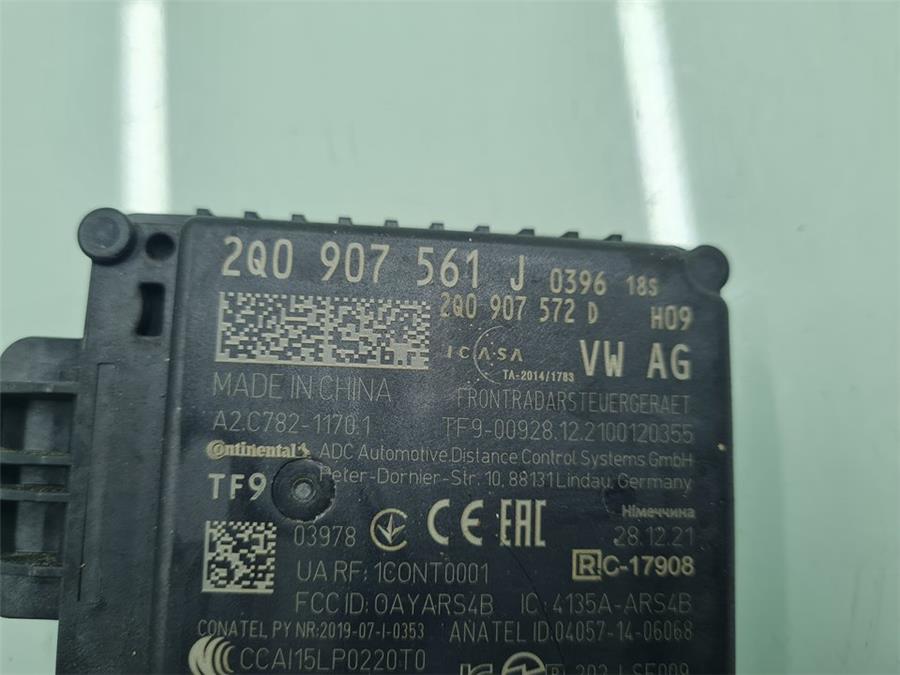 2Q0 907 561 J 0396 18S
2Q0 907 572 D H09
ICASA VW AG
TA-2014/1783
MADE IN CHINA FRONTRADARSTEUERGERAET
A2.C782-1170.1 TF9-00928.12.2100120355
Continental ADC Automotive Distance Control Systems GmbH
TF9 Peter-Dornier-Str. 10, 88131 Lindau, Germany
Німеччина
03978 CE EAC 28.12.21
UA RF: 1CONT0001 R C-17908
FCC ID: OAYARS4B IC: 4135A-ARS4B
CONATEL PY NR:2019-07-I-0353 ANATEL ID:04057-14-06068
CCAI15LP0220T0